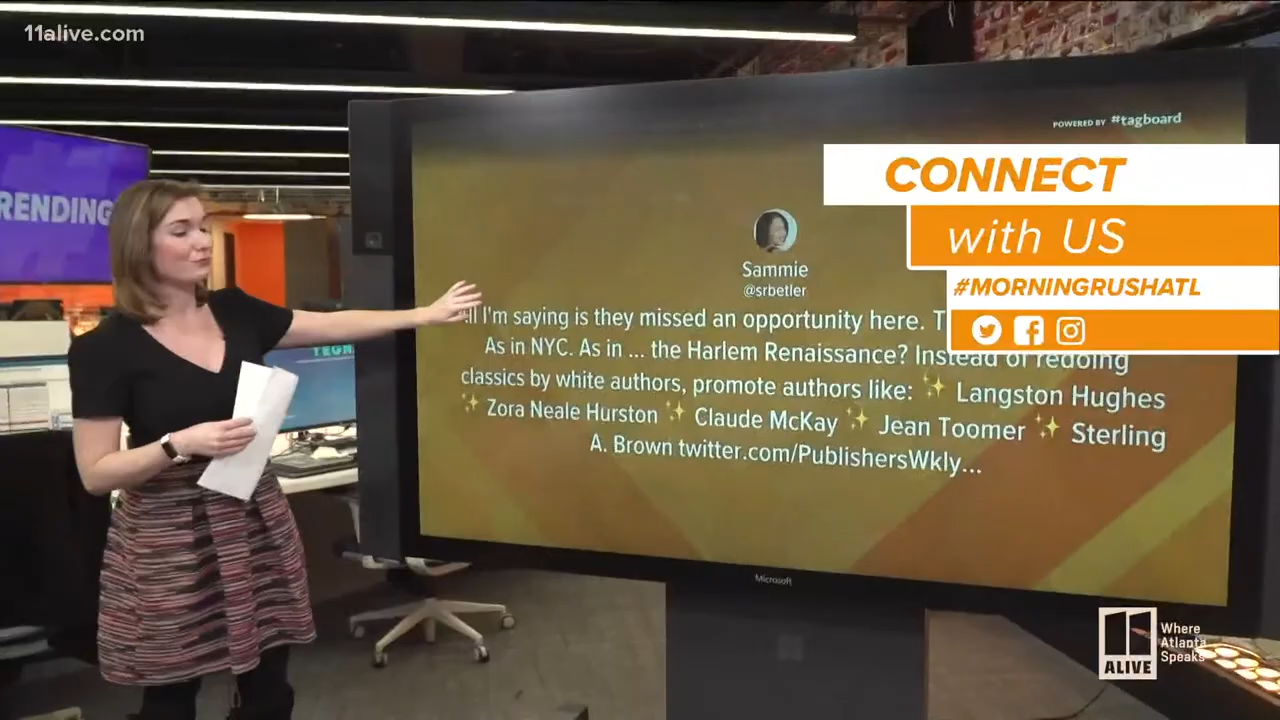 11alive.com
RENDING
POWERED BY #tagboard
CONNECT
with US
#MORNINGRUSHATL
Sammie
@srbetler
I'm saying is they missed an opportunity here. T
As in NYC. As in ... the Harlem Renaissance? Instead of redoing
classics by white authors, promote authors like: ✨ Langston Hughes
✨ Zora Neale Hurston ✨ Claude McKay ✨ Jean Toomer ✨ Sterling
A. Brown twitter.com/PublishersWkly...
TEGN
Microsoft
11 ALIVE
Where
Atlanta
Speaks